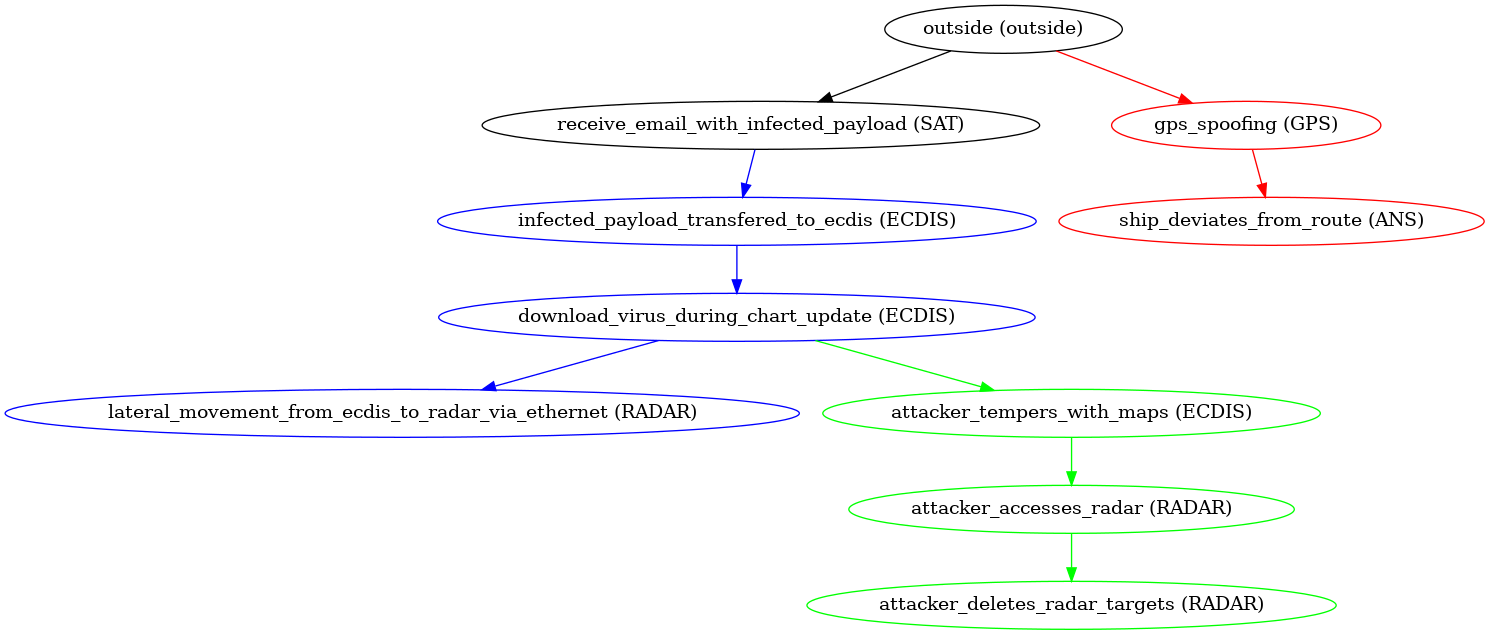 outside (outside)
receive_email_with_infected_payload (SAT)
gps_spoofing (GPS)
infected_payload_transfered_to_ecdis (ECDIS)
ship_deviates_from_route (ANS)
download_virus_during_chart_update (ECDIS)
lateral_movement_from_ecdis_to_radar_via_ethernet (RADAR)
attacker_tempers_with_maps (ECDIS)
attacker_accesses_radar (RADAR)
attacker_deletes_radar_targets (RADAR)